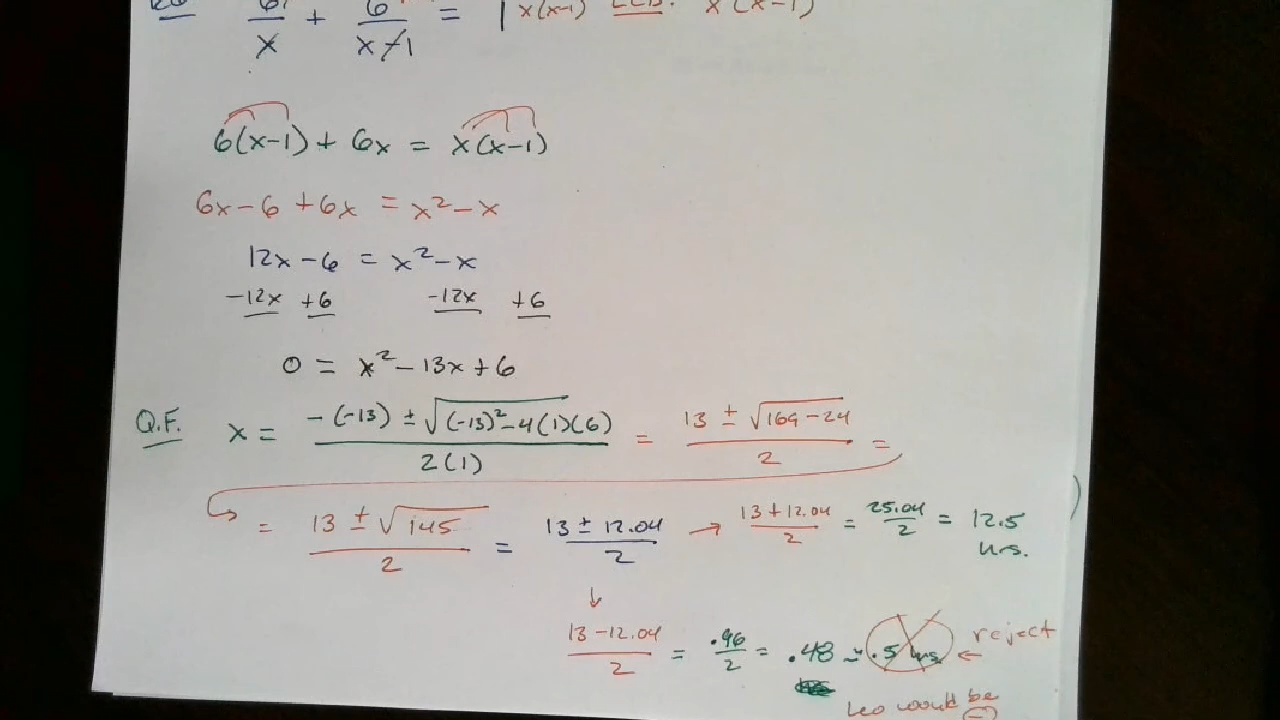 6/x + 6/(x-1) = 1 x(x-1) LCD: x(x-1)
6(x-1) + 6x = x(x-1)
6x - 6 + 6x = x² - x
12x - 6 = x² - x
-12x +6 -12x +6
0 = x² - 13x + 6
Q.F. x = (-(-13) ± √((-13)² - 4(1)(6)))/(2(1)) = (13 ± √(169 - 24))/2 =
= (13 ± √145)/2 = (13 ± 12.04)/2 → (13 + 12.04)/2 = 25.04/2 = 12.5 hrs.
↓
(13 - 12.04)/2 = .96/2 = .48 ≃ .5 hrs ← reject
Leo would be (-)